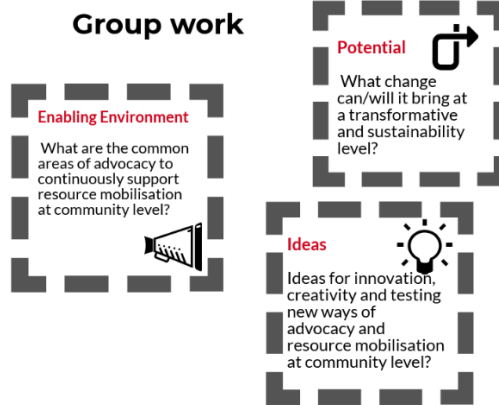 Group work
Potential
What change
can/will it bring at
a transformative
and sustainability
level?
Enabling Environment
What are the common
areas of advocacy to
continuously support
resource mobilisation
at community level?
Ideas
Ideas for innovation,
creativity and testing
new ways of
advocacy and
resource mobilisation
at community level?